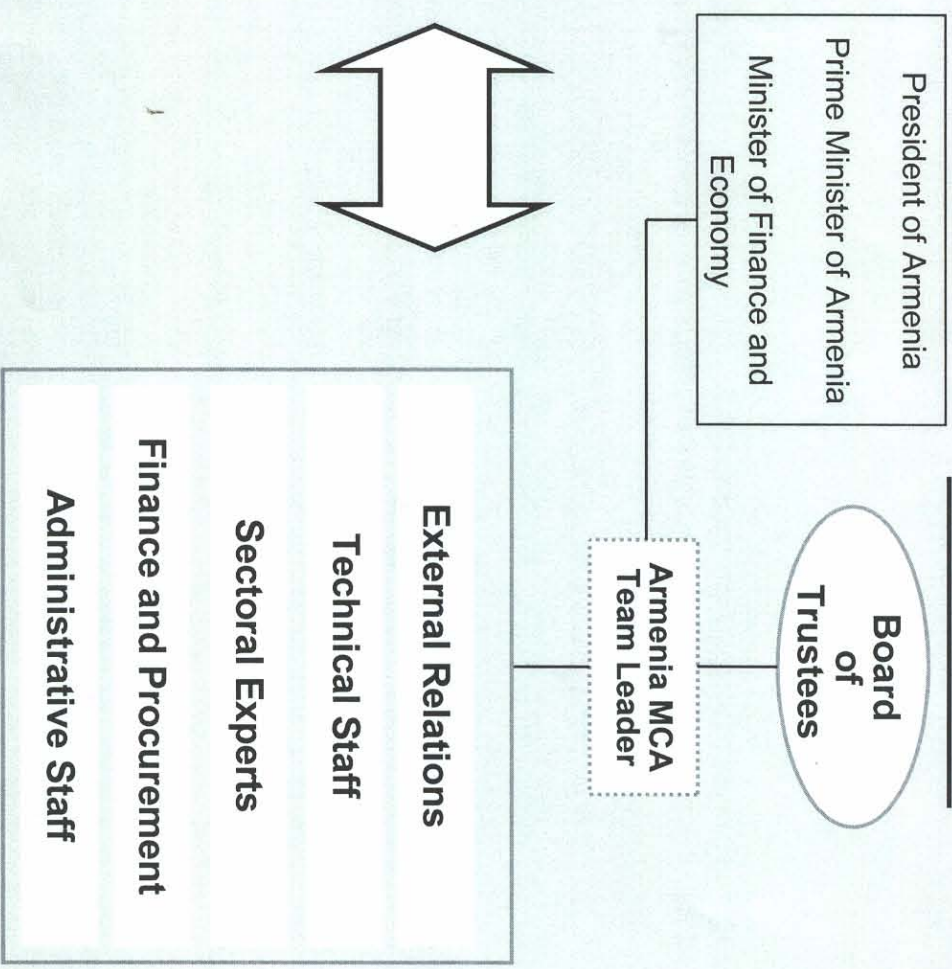 President of Armenia
Prime Minister of Armenia
Minister of Finance and
Economy
Board
of
Trustees
Armenia MCA
Team Leader
External Relations
Technical Staff
Sectoral Experts
Finance and Procurement
Administrative Staff